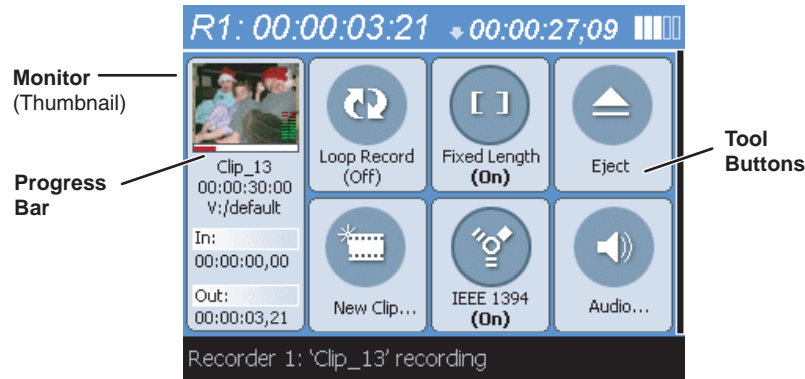 R1: 00:00:03:21 00:00:27;09
Monitor
(Thumbnail)
Progress
Bar
Clip_13
00:00:30:00
V:/default
In:
00:00:00,00
Out:
00:00:03,21
Loop Record
(Off)
Fixed Length
(On)
Eject
New Clip...
IEEE 1394
(On)
Audio...
Tool
Buttons
Recorder 1: 'Clip_13' recording